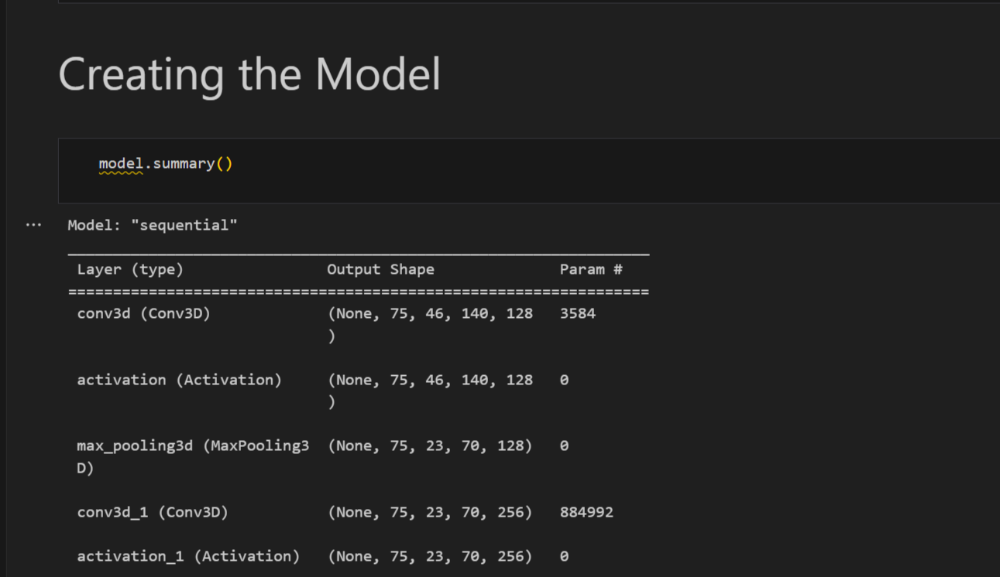 Creating the Model
model.summary()
... Model: "sequential"
_________________________________________________________________
Layer (type) Output Shape Param #
=================================================================
conv3d (Conv3D) (None, 75, 46, 140, 128 3584
)
activation (Activation) (None, 75, 46, 140, 128 0
)
max_pooling3d (MaxPooling3 (None, 75, 23, 70, 128) 0
D)
conv3d_1 (Conv3D) (None, 75, 23, 70, 256) 884992
activation_1 (Activation) (None, 75, 23, 70, 256) 0